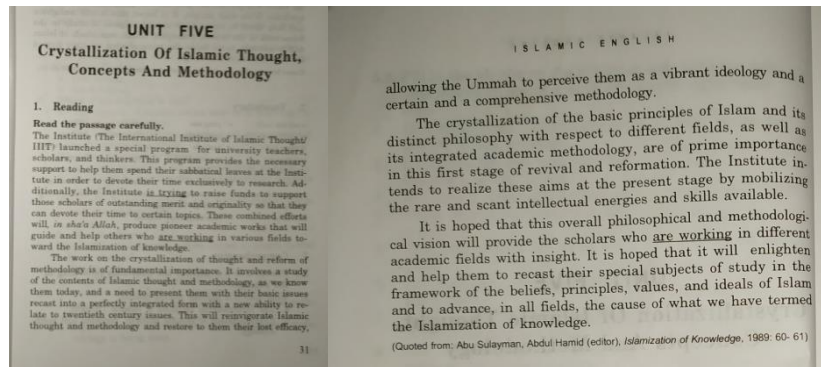 UNIT FIVE
Crystallization Of Islamic Thought,
Concepts And Methodology
1. Reading
Read the passage carefully.
The Institute (The International Institute of Islamic Thought/
IIIT) launched a special program for university teachers,
scholars, and thinkers. This program provides the necessary
support to help them spend their sabbatical leaves at the Insti-
tute in order to devote their time exclusively to research. Ad-
ditionally, the Institute is trying to raise funds to support
those scholars of outstanding merit and originality so that they
can devote their time to certain topics. These combined efforts
will, in sha'a Allah, produce pioneer academic works that will
guide and help others who are working in various fields to-
ward the Islamization of knowledge.
The work on the crystallization of thought and reform of
methodology is of fundamental importance. It involves a study
of the contents of Islamic thought and methodology, as we know
them today, and a need to present them with their basic issues
recast into a perfectly integrated form with a new ability to re-
late to twentieth century issues. This will reinvigorate Islamic
thought and methodology and restore to them their lost efficacy,
31
ISLAMIC ENGLISH
allowing the Ummah to perceive them as a vibrant ideology and a
certain and a comprehensive methodology.
The crystallization of the basic principles of Islam and its
distinct philosophy with respect to different fields, as well as
its integrated academic methodology, are of prime importance
in this first stage of revival and reformation. The Institute in-
tends to realize these aims at the present stage by mobilizing
the rare and scant intellectual energies and skills available.
It is hoped that this overall philosophical and methodologi-
cal vision will provide the scholars who are working in different
academic fields with insight. It is hoped that it will enlighten
and help them to recast their special subjects of study in the
framework of the beliefs, principles, values, and ideals of Islam
and to advance, in all fields, the cause of what we have termed
the Islamization of knowledge.
(Quoted from: Abu Sulayman, Abdul Hamid (editor), Islamization of Knowledge, 1989: 60- 61)